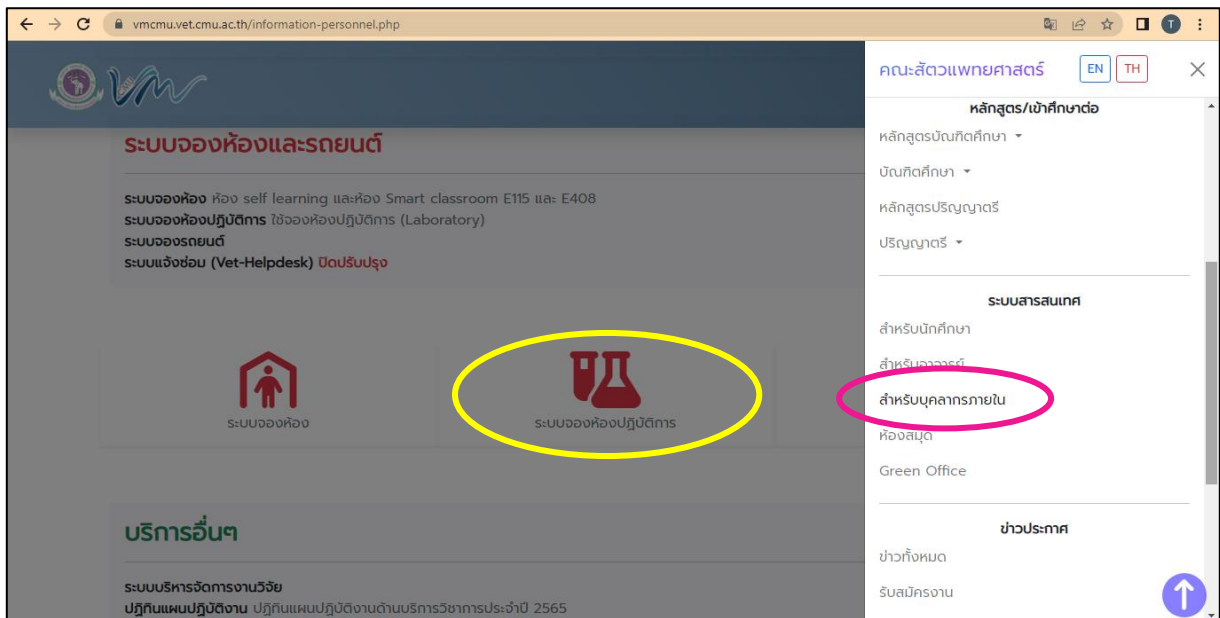 vmcmu.vet.cmu.ac.th/information-personnel.php
T
VM
คณะสัตวแพทยศาสตร์
EN
TH
ระบบจองห้องและรถยนต์
ระบบจองห้อง ห้อง self learning และห้อง Smart classroom E115 และ E408
ระบบจองห้องปฏิบัติการ ใช้จองห้องปฏิบัติการ (Laboratory)
ระบบจองรถยนต์
ระบบแจ้งซ่อม (Vet-Helpdesk) ปิดปรับปรุง
ระบบจองห้อง
ระบบจองห้องปฏิบัติการ
บริการอื่นๆ
ระบบบริหารจัดการงานวิจัย
ปฏิทินแผนปฏิบัติงาน ปฏิทินแผนปฏิบัติงานด้านบริการวิชาการประจำปี 2565
หลักสูตร/เข้าศึกษาต่อ
หลักสูตรบัณฑิตศึกษา
บัณฑิตศึกษา
หลักสูตรปริญญาตรี
ปริญญาตรี
ระบบสารสนเทศ
สำหรับนักศึกษา
สำหรับอาจารย์
สำหรับบุคลากรภายใน
ห้องสมุด
Green Office
ข่าวประกาศ
ข่าวทั้งหมด
รับสมัครงาน